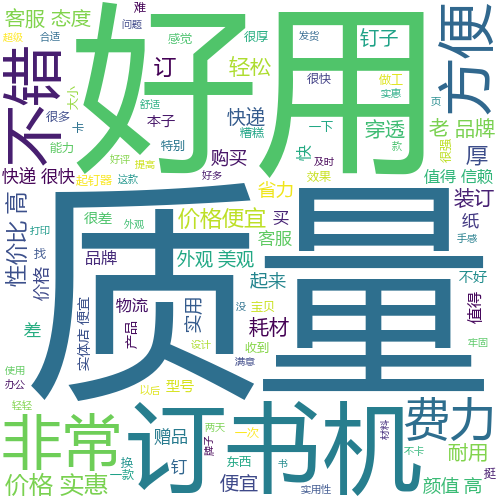 难
客服 态度
很厚
发货
超级
合适
问题
感觉
钉子
好用
方便
不错
订
轻松
很快
做工
大小
舒适
本子
快递
实惠
页
很多
卡
一下
穿透
老 品牌
糟糕
很强
能力
特别
快
厚
好评
提高
购买
及时
款
快递 很快
起钉器
这款
好多
效果
值得 信赖
省力
性价比 高
很差
外观
价格便宜
买
装订
纸
打印
客服
手感
找
品牌
外观 美观
价格
质量
起来
不好
值得
物流
实用
没
宝贝
耗材
差
产品
实体店 便宜
设计
收到
牢固
满意
使用
办公
以后
型号
轻轻
非常
订书机
费力
赠品
两天
一次
材料
换
钉
东西
书
不卡
耐用
挺
一款
价格 实惠
便宜
实用性
颜值 高